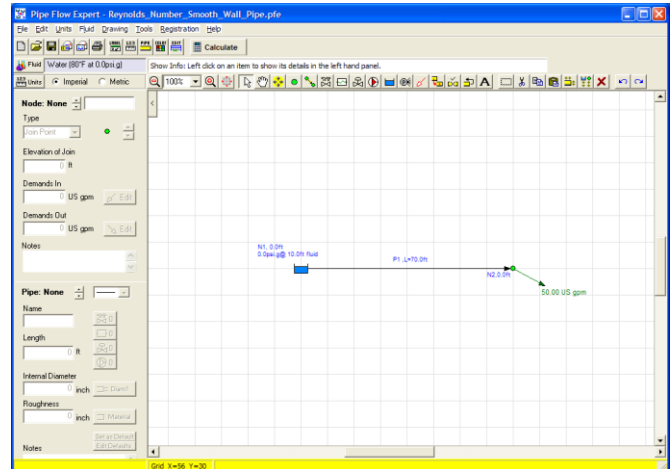 Pipe Flow Expert - Reynolds_Number_Smooth_Wall_Pipe.pfe
File Edit Units Fluid Drawing Tools Registration Help
Calculate
Fluid Water (80°F at 0.0psi.g) Show Info: Left click on an item to show its details in the left hand panel.
Units Imperial Metric 100% A
Node: None
Type
Join Point
Elevation of Join
0 ft
Demands In
0 US gpm Edit
Demands Out
0 US gpm Edit
Notes
N1, 0.0ft
0.0psi.g@ 10.0ft fluid
P1 ,L=70.0ft
N2,0.0ft
50.00 US gpm
Pipe: None
Name
0
Length
0
0 ft
0
0
Internal Diameter
0 inch Diam?
Roughness
0 inch Material
Set as Default
Edit Defaults
Notes
Grid X=56 Y=30